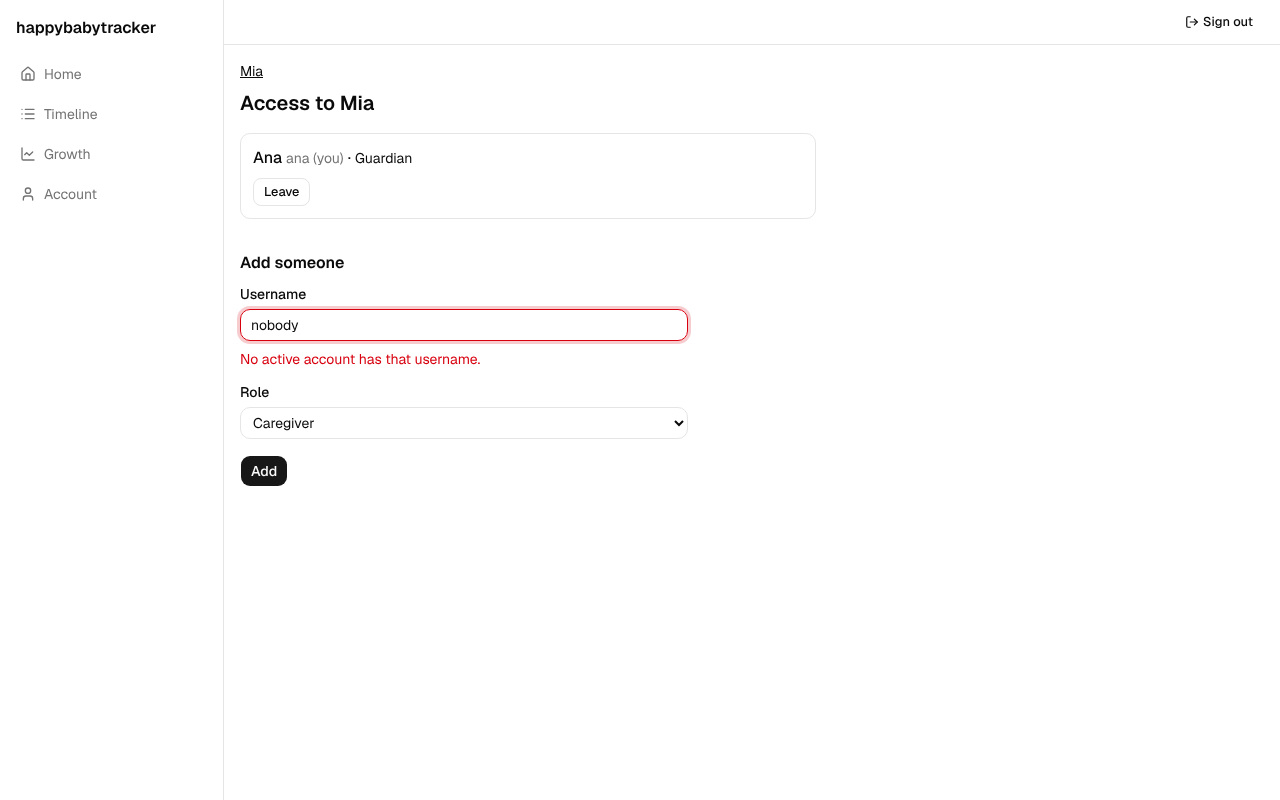 happybabytracker
Sign out
Home
Timeline
Growth
Account
Mia
Access to Mia
Ana ana (you) · Guardian
Leave
Add someone
Username
nobody
No active account has that username.
Role
Caregiver
Add